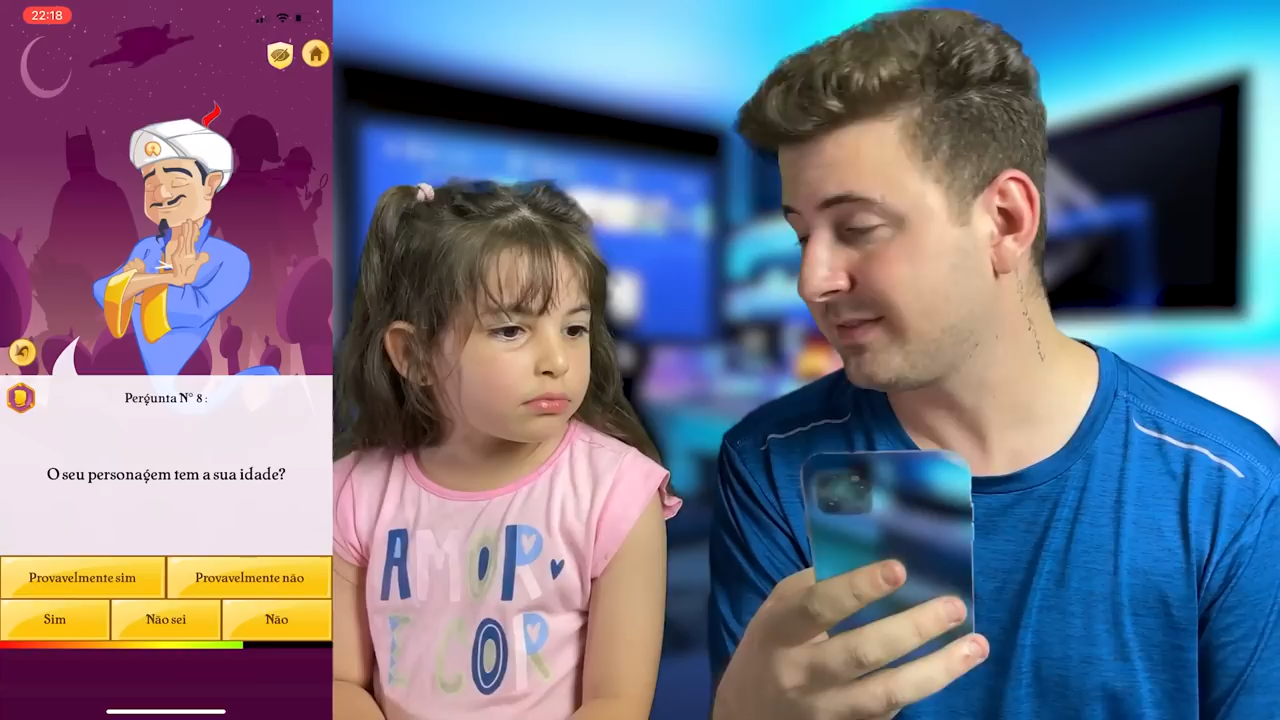 22:18
Pergunta N° 8 :
O seu personagem tem a sua idade?
Provavelmente sim
Provavelmente não
Sim
Não sei
Não
AMOR
E COR